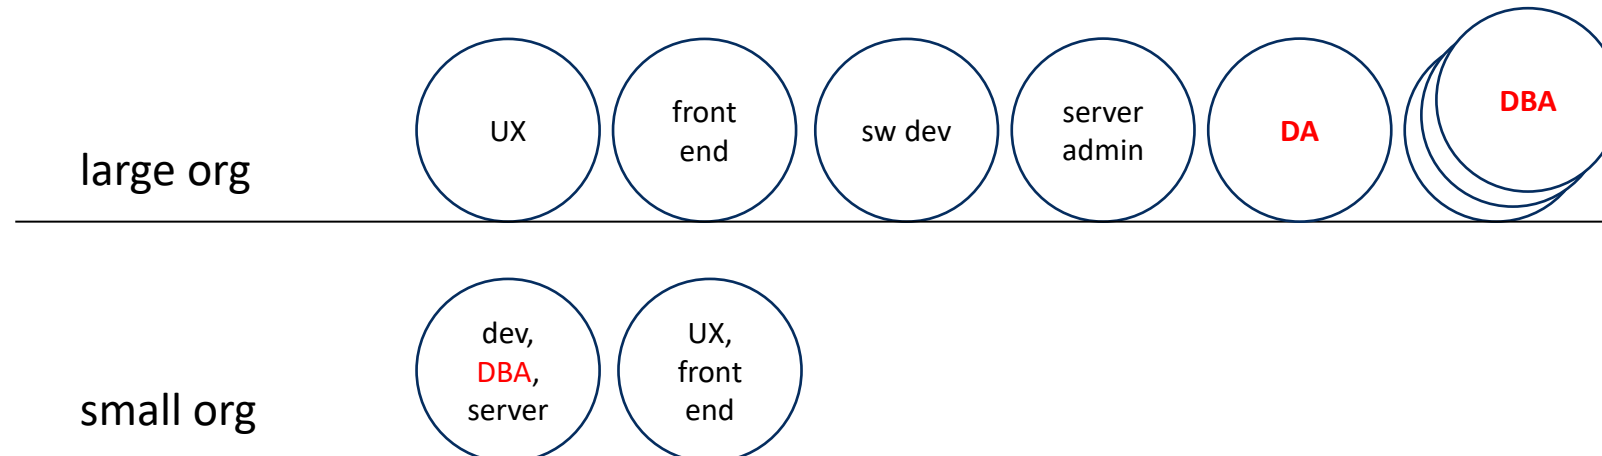 large org
UX
front
end
sw dev
server
admin
DA
DBA
small org
dev,
DBA,
server
UX,
front
end